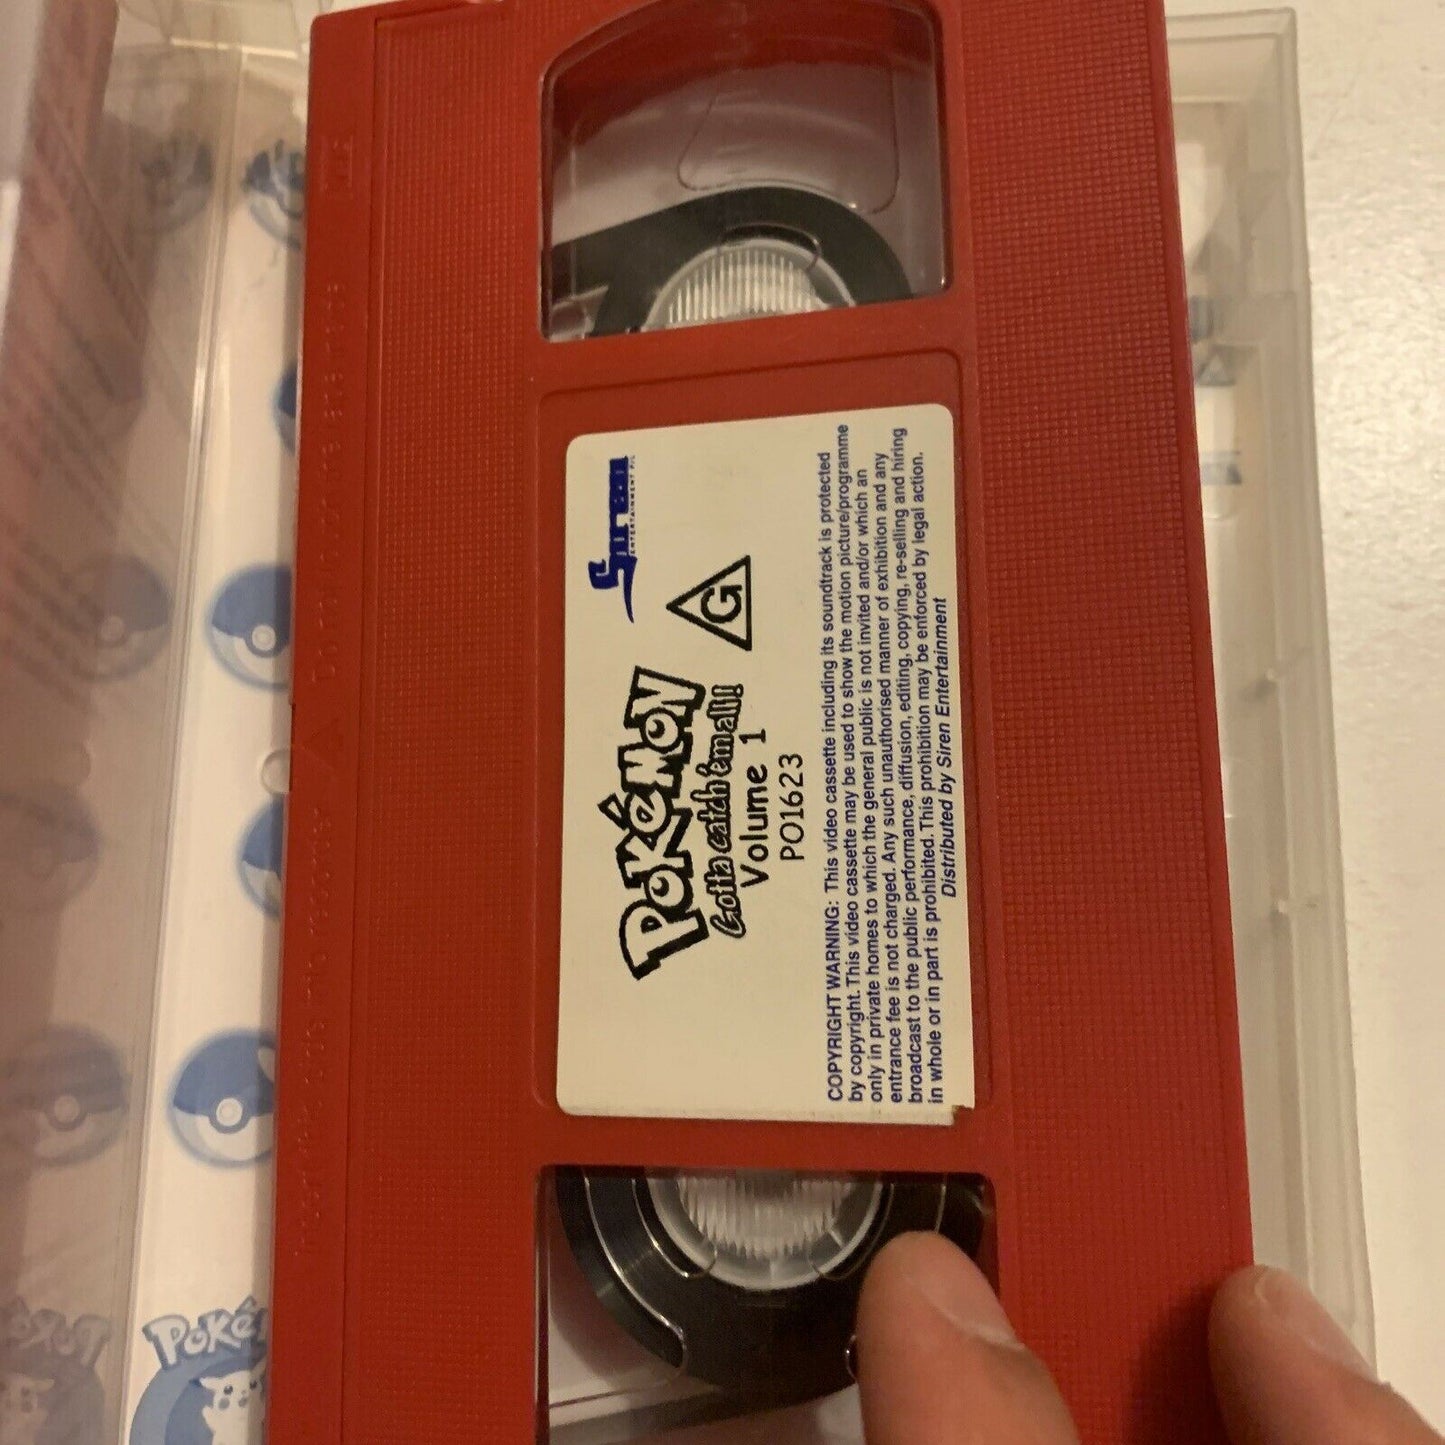 Siren
ENTERTAINMENT P/L
POKéMON
Gotta catch 'em all!
G
Volume 1
PO1623
COPYRIGHT WARNING: This video cassette including its soundtrack is protected
by copyright. This video cassette may be used to show the motion picture/programme
only in private homes to which the general public is not invited and/or which an
entrance fee is not charged. Any such unauthorised manner of exhibition and any
broadcast to the public performance, diffusion, editing, copying, re-selling and hiring
in whole or in part is prohibited. This prohibition may be enforced by legal action.
Distributed by Siren Entertainment